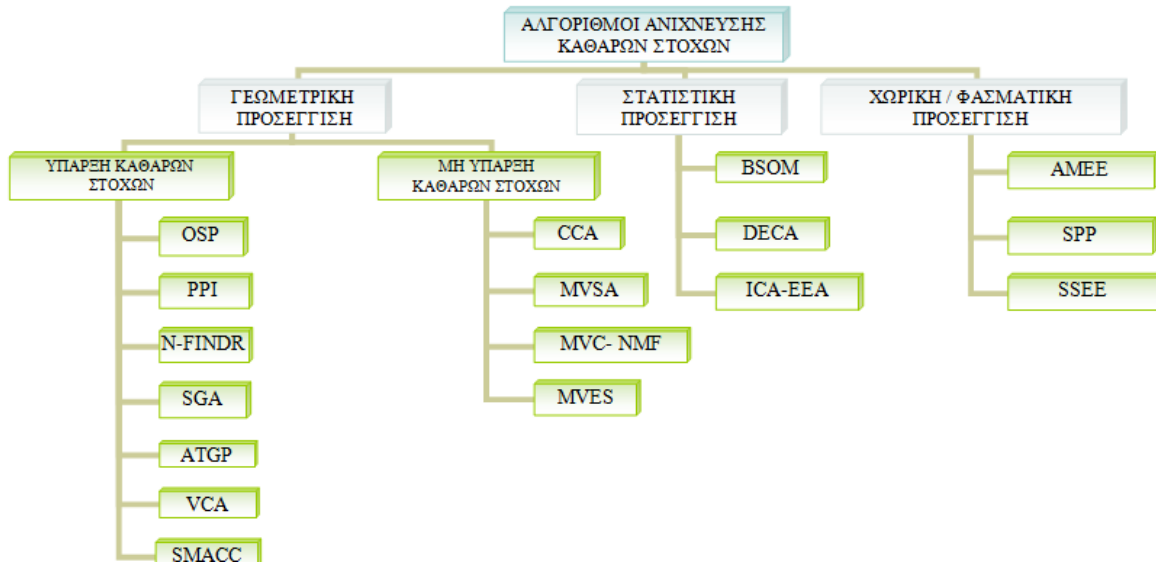 ΑΛΓΟΡΙΘΜΟΙ ΑΝΙΧΝΕΥΣΗΣ
ΚΑΘΑΡΩΝ ΣΤΟΧΩΝ
ΓΕΩΜΕΤΡΙΚΗ
ΠΡΟΣΕΓΓΙΣΗ
ΣΤΑΤΙΣΤΙΚΗ
ΠΡΟΣΕΓΓΙΣΗ
ΧΩΡΙΚΗ / ΦΑΣΜΑΤΙΚΗ
ΠΡΟΣΕΓΓΙΣΗ
ΥΠΑΡΞΗ ΚΑΘΑΡΩΝ
ΣΤΟΧΩΝ
ΜΗ ΥΠΑΡΞΗ
ΚΑΘΑΡΩΝ ΣΤΟΧΩΝ
OSP
PPI
N-FINDR
SGA
ATGP
VCA
SMACC
CCA
MVSA
MVC- NMF
MVES
BSOM
DECA
ICA-EEA
AMEE
SPP
SSEE